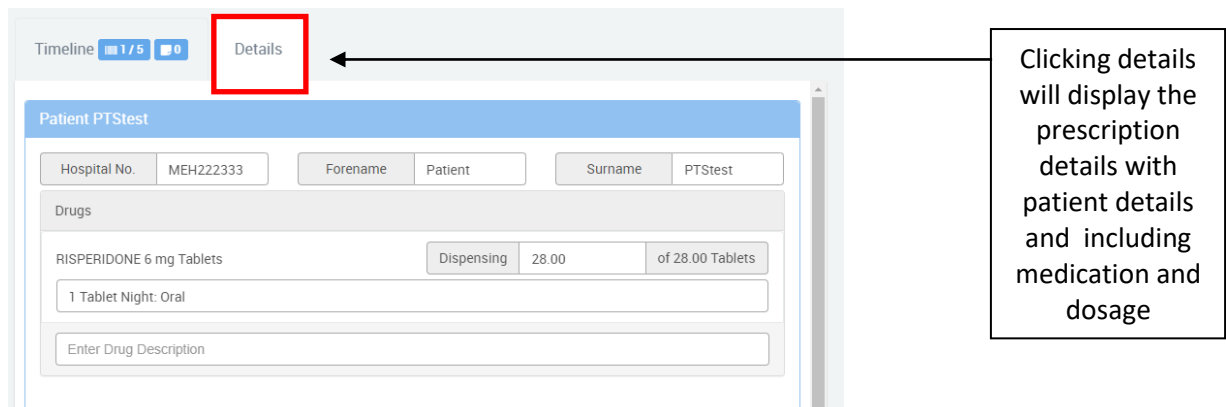 Timeline 1 / 5 0 Details
Patient PTStest
Hospital No. MEH222333 Forename Patient Surname PTStest
Drugs
RISPERIDONE 6 mg Tablets Dispensing 28.00 of 28.00 Tablets
1 Tablet Night: Oral
Enter Drug Description
Clicking details
will display the
prescription
details with
patient details
and including
medication and
dosage